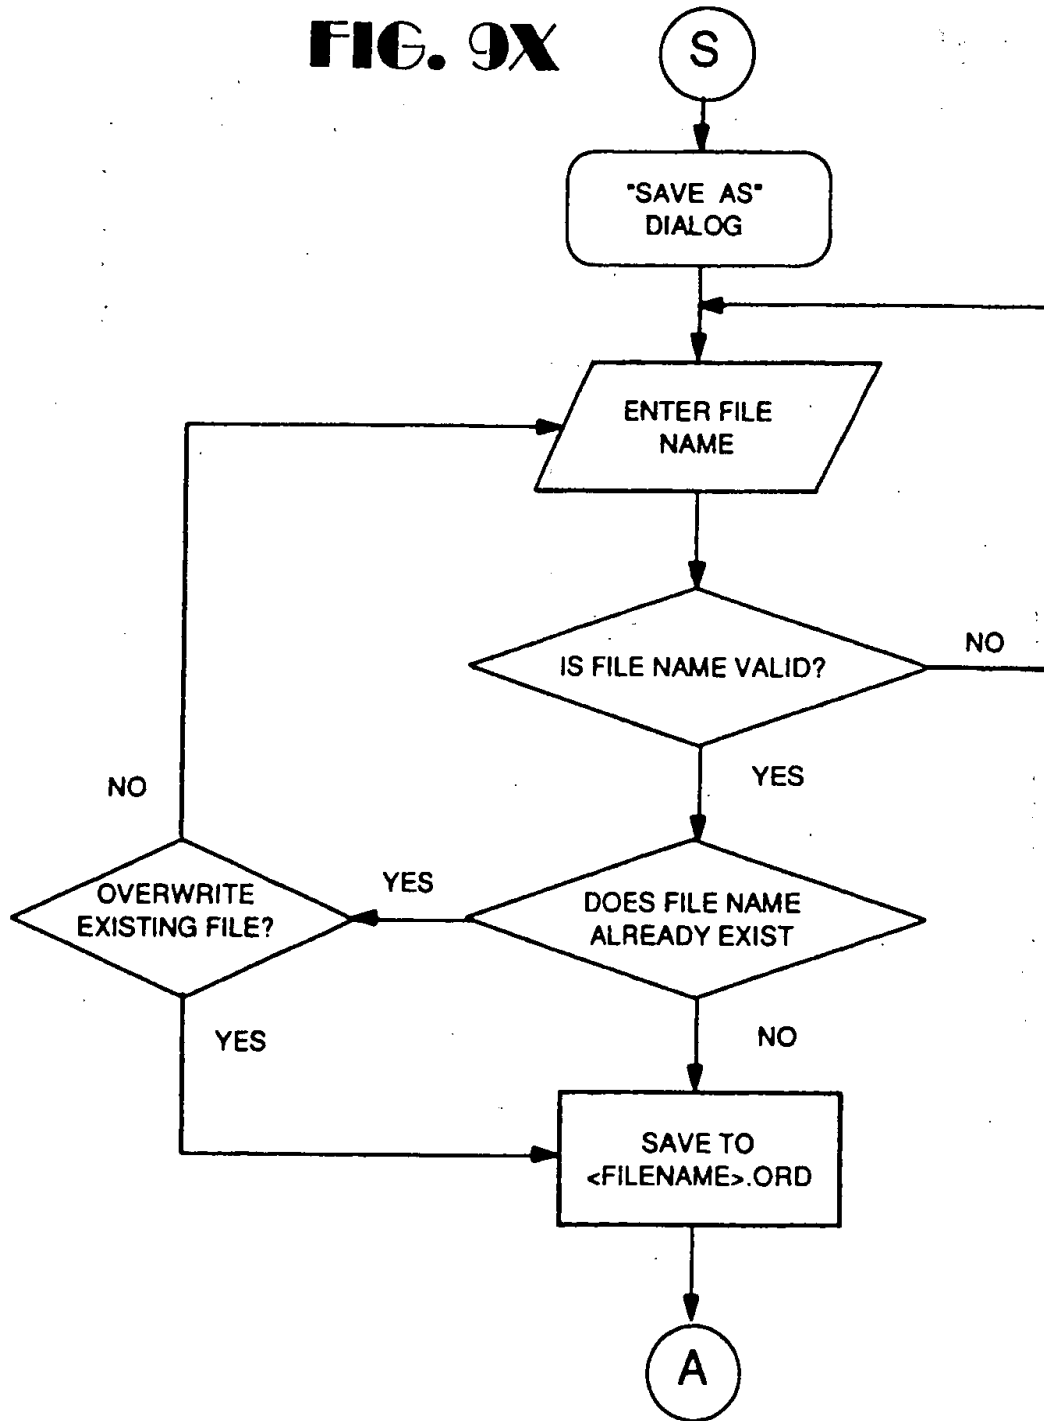 FIG. 9X
S
"SAVE AS"
DIALOG
ENTER FILE
NAME
IS FILE NAME VALID?
NO
YES
NO
OVERWRITE
EXISTING FILE?
YES
DOES FILE NAME
ALREADY EXIST
YES
NO
SAVE TO
<FILENAME>.ORD
A